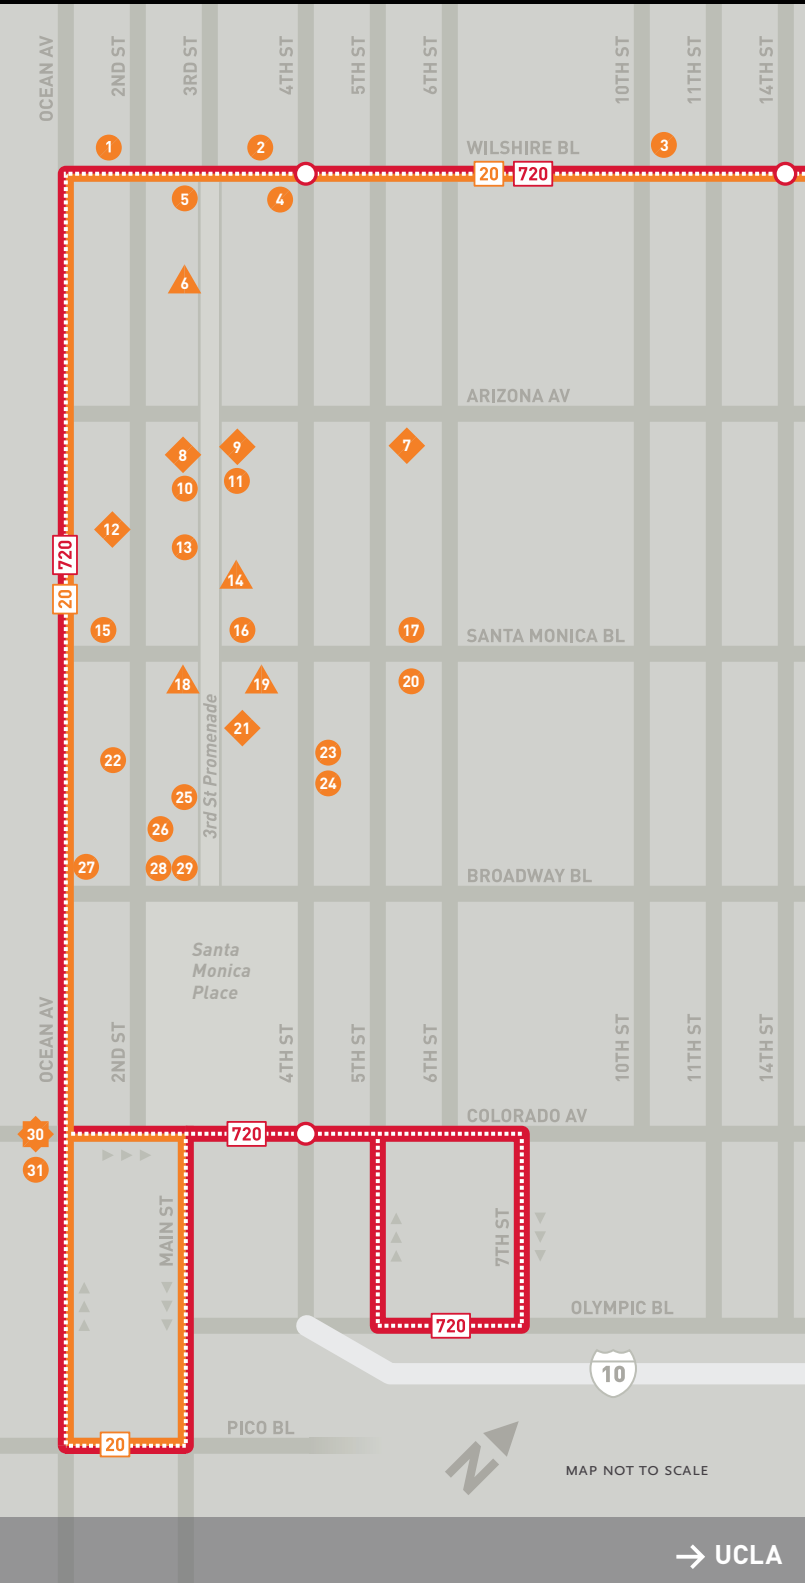 OCEAN AV
2ND ST
3RD ST
4TH ST
5TH ST
6TH ST
10TH ST
11TH ST
14TH ST
1
2
WILSHIRE BL
3
20
720
5
4
6
ARIZONA AV
8
9
7
10
11
12
13
720
14
20
15
16
17
SANTA MONICA BL
18
19
20
3rd St Promenade
21
22
23
24
25
26
27
28
29
BROADWAY BL
Santa
Monica
Place
OCEAN AV
2ND ST
4TH ST
5TH ST
6TH ST
10TH ST
11TH ST
14TH ST
COLORADO AV
30
720
31
MAIN ST
7TH ST
OLYMPIC BL
720
10
PICO BL
20
N
MAP NOT TO SCALE
→ UCLA